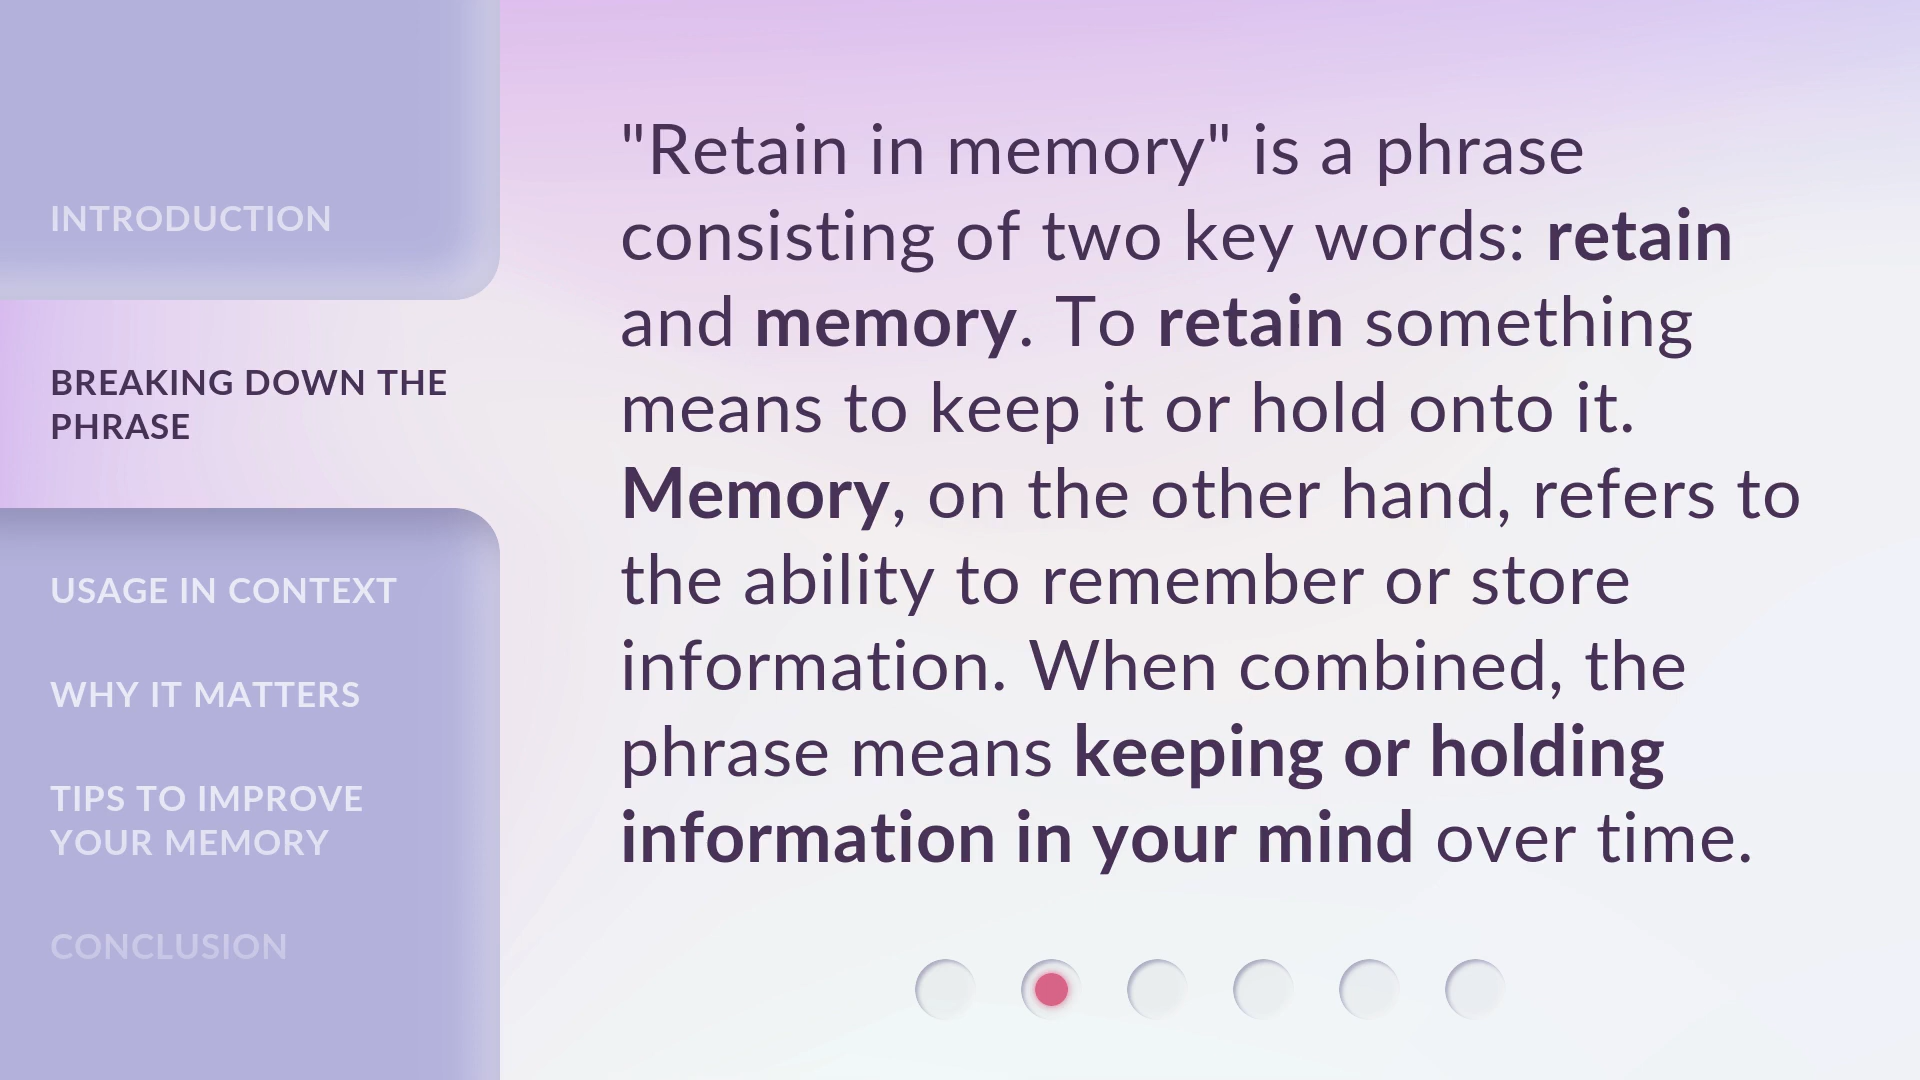 INTRODUCTION
BREAKING DOWN THE
PHRASE
USAGE IN CONTEXT
WHY IT MATTERS
TIPS TO IMPROVE
YOUR MEMORY
CONCLUSION
"Retain in memory" is a phrase
consisting of two key words: retain
and memory. To retain something
means to keep it or hold onto it.
Memory, on the other hand, refers to
the ability to remember or store
information. When combined, the
phrase means keeping or holding
information in your mind over time.